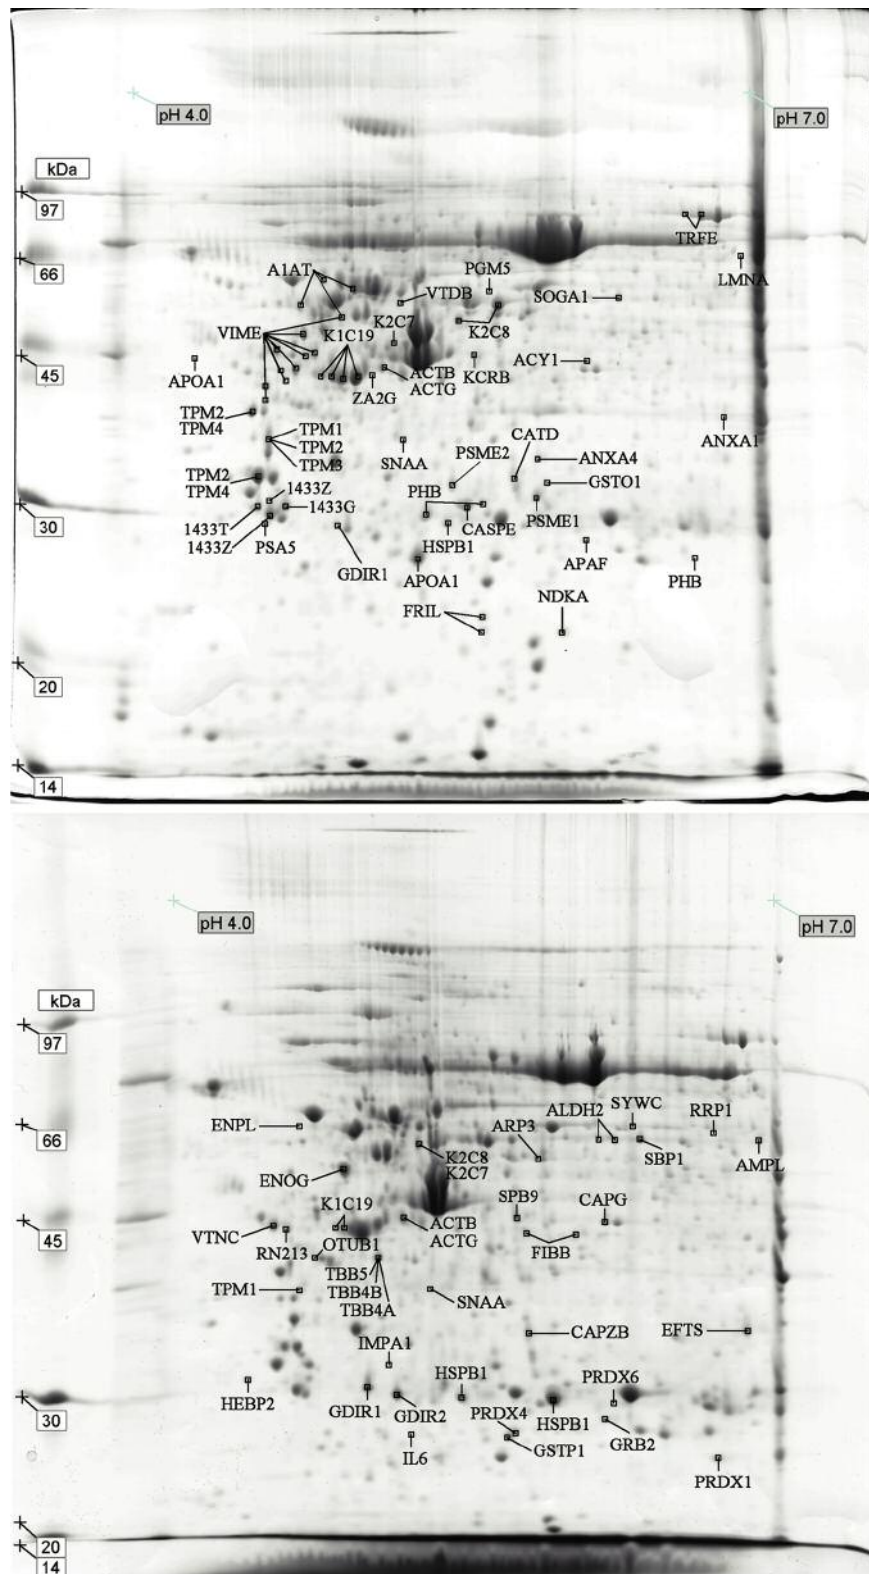 pH 4.0
pH 7.0
kDa
97
TRFE
66
A1AT
PGM5
LMNA
VTDB
SOGA1
VIME
K1C19
K2C7
K2C8
45
APOA1
ACTB
KCRB
ACY1
ZA2G
ACTG
TPM2
TPM4
TPM1
TPM2
TPM3
SNAA
PSME2
CATD
ANXA1
ANXA4
TPM2
TPM4
1433Z
PHB
GSTO1
30
1433T
1433G
CASPE
PSME1
1433Z
PSA5
HSPB1
GDIR1
APOA1
APAF
PHB
FRIL
NDKA
20
14
pH 4.0
pH 7.0
kDa
97
66
ENPL
ARP3
ALDH2
SYWC
RRP1
K2C8
K2C7
SBP1
AMPL
ENOG
K1C19
ACTB
ACTG
SPB9
CAPG
45
VTNC
RN213
OTUB1
FIBB
TBB5
TBB4B
TBB4A
TPM1
SNAA
IMPA1
CAPZB
EFTS
HSPB1
PRDX6
30
HEBP2
GDIR1
GDIR2
PRDX4
HSPB1
IL6
GSTP1
GRB2
PRDX1
20
14